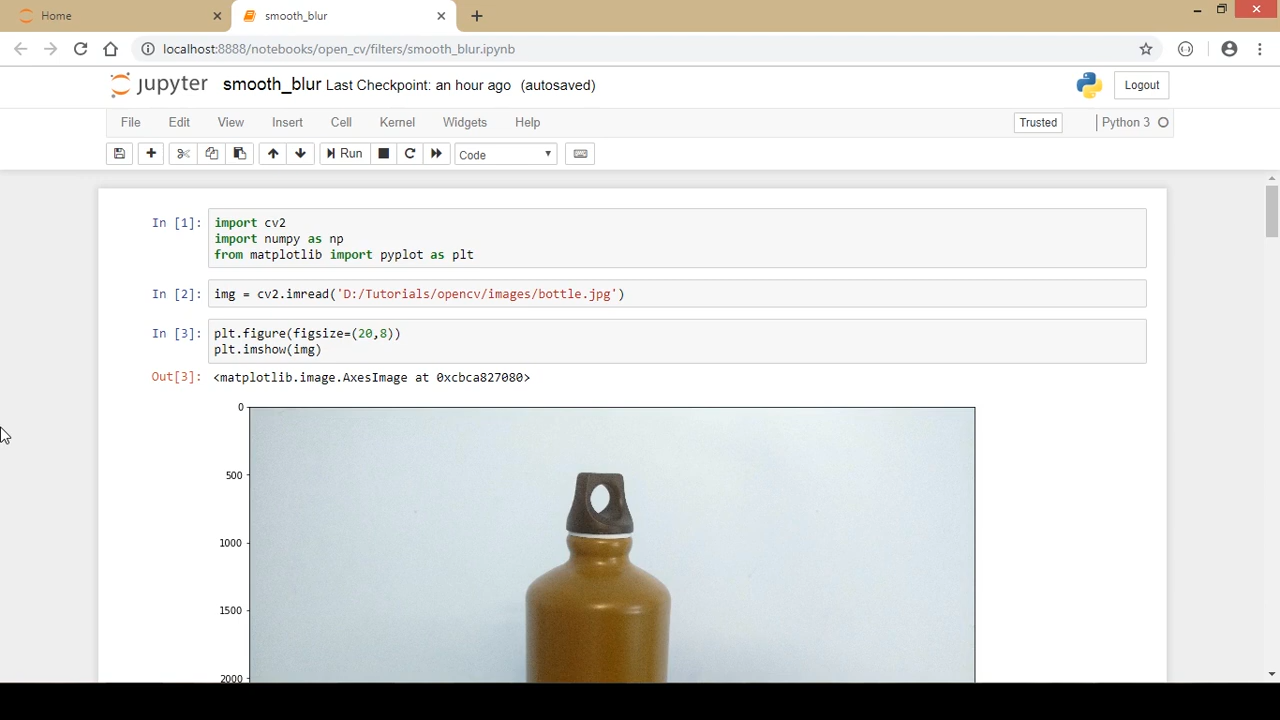 Home
smooth_blur
localhost:8888/notebooks/open_cv/filters/smooth_blur.ipynb
jupyter smooth_blur Last Checkpoint: an hour ago (autosaved)
Logout
File Edit View Insert Cell Kernel Widgets Help
Trusted
Python 3
Run
Code
In [1]: import cv2
import numpy as np
from matplotlib import pyplot as plt
In [2]: img = cv2.imread('D:/Tutorials/opencv/images/bottle.jpg')
In [3]: plt.figure(figsize=(20,8))
plt.imshow(img)
Out[3]: <matplotlib.image.AxesImage at 0xcbca827080>
0
500
1000
1500
2000